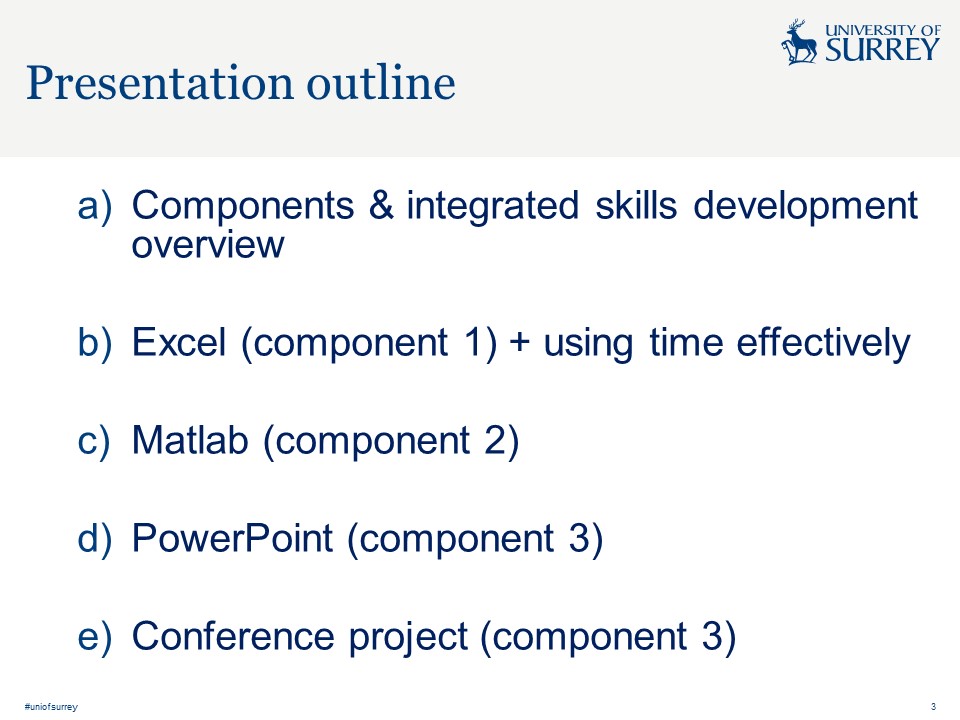 UNIVERSITY OF
SURREY
Presentation outline
a) Components & integrated skills development
overview
b) Excel (component 1) + using time effectively
c) Matlab (component 2)
d) PowerPoint (component 3)
e) Conference project (component 3)
#uniofsurrey 3